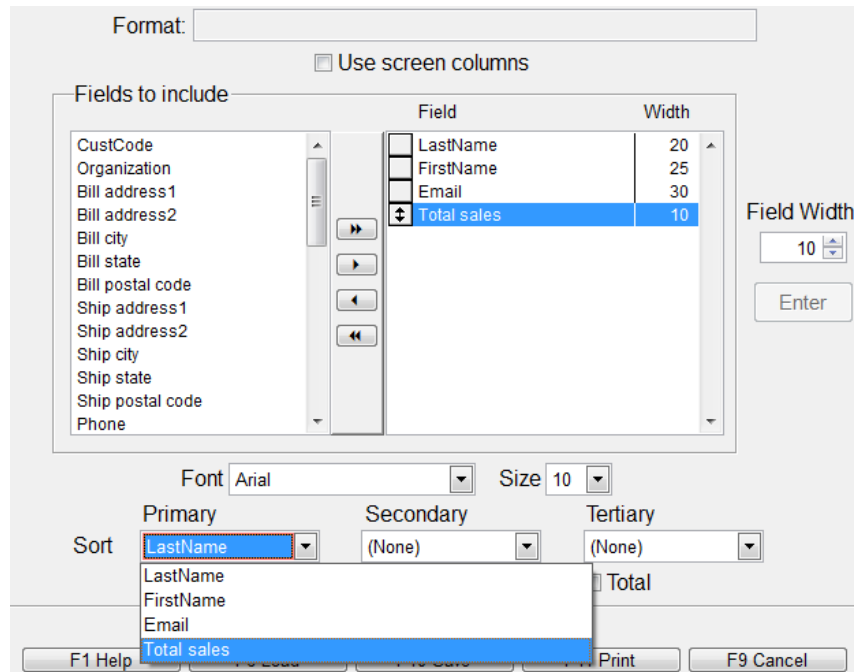 Format:
Use screen columns
Fields to include
Field Width
CustCode
Organization
Bill address1
Bill address2
Bill city
Bill state
Bill postal code
Ship address1
Ship address2
Ship city
Ship state
Ship postal code
Phone
LastName 20
FirstName 25
Email 30
Total sales 10
Field Width
10
Enter
Font Arial Size 10
Primary Secondary Tertiary
Sort LastName (None) (None)
LastName
FirstName
Email
Total sales
Total
F1 Help Print F9 Cancel